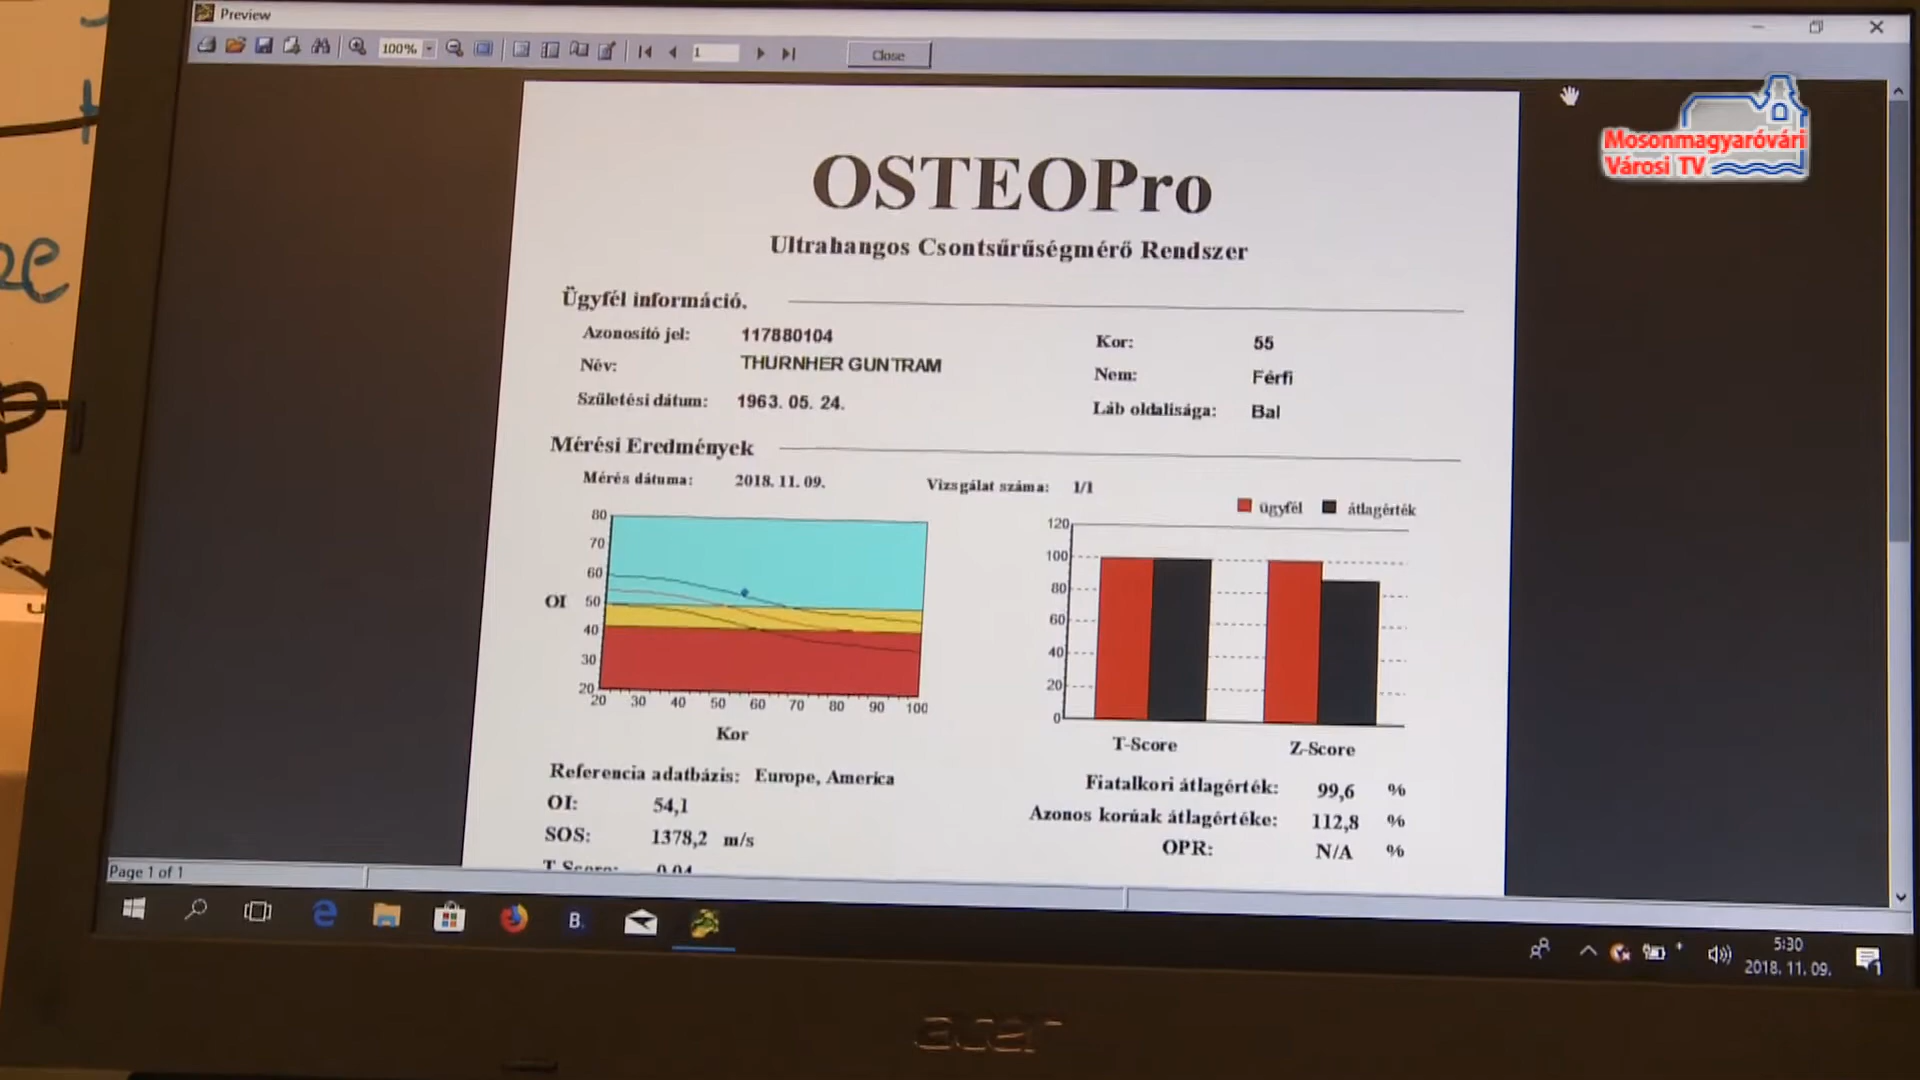 Preview
100%
1
Close
Mosonmagyaróvári
Városi TV
OSTEOPro
Ultrahangos Csontsűrűségmérő Rendszer
Ügyfél információ.
Azonosító jel: 117880104
Kor: 55
Név: THURNHER GUNTRAM
Nem: Férfi
Születési dátum: 1963. 05. 24.
Láb oldalisága: Bal
Mérési Eredmények
Mérés dátuma: 2018. 11. 09.
Vizsgálat száma: 1/1
ügyfél átlagérték
80
70
60
OI 50
40
30
20
20 30 40 50 60 70 80 90 100
Kor
120
100
80
60
40
20
0
T-Score Z-Score
Referencia adatbázis: Europe, America
OI: 54,1
SOS: 1378,2 m/s
T Score: 0,04
Fiatalkori átlagérték: 99,6 %
Azonos korúak átlagértéke: 112,8 %
OPR: N/A %
Page 1 of 1
B.
5:30
2018. 11. 09.
1
acer